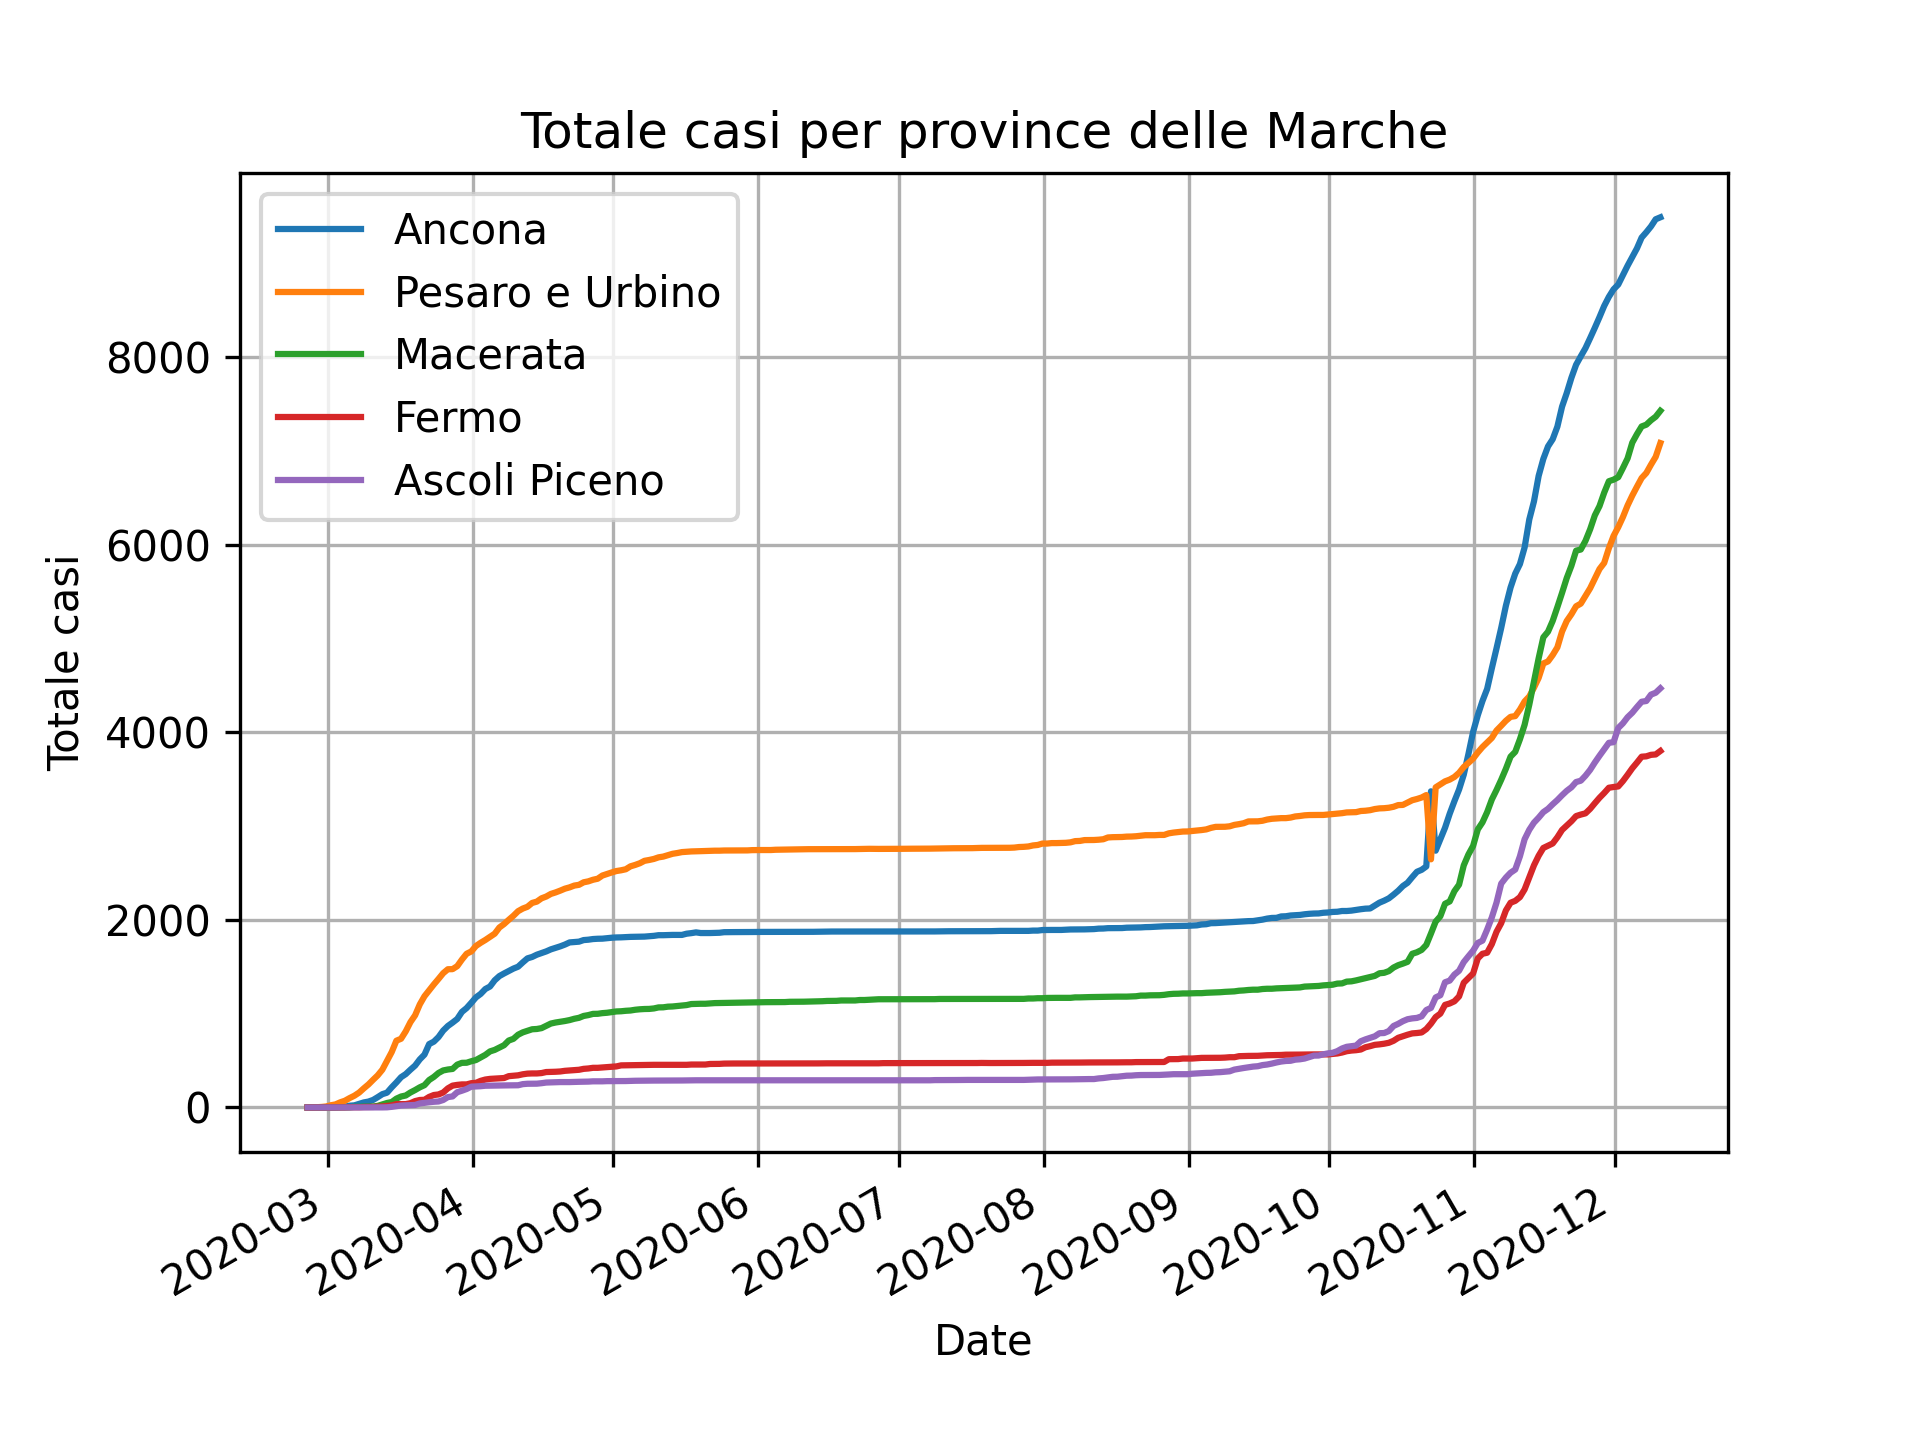 Totale casi per province delle Marche
Ancona
Pesaro e Urbino
Macerata
Fermo
Ascoli Piceno
8000
6000
4000
2000
0
Totale casi
2020-03
2020-04
2020-05
2020-06
2020-07
2020-08
2020-09
2020-10
2020-11
2020-12
Date